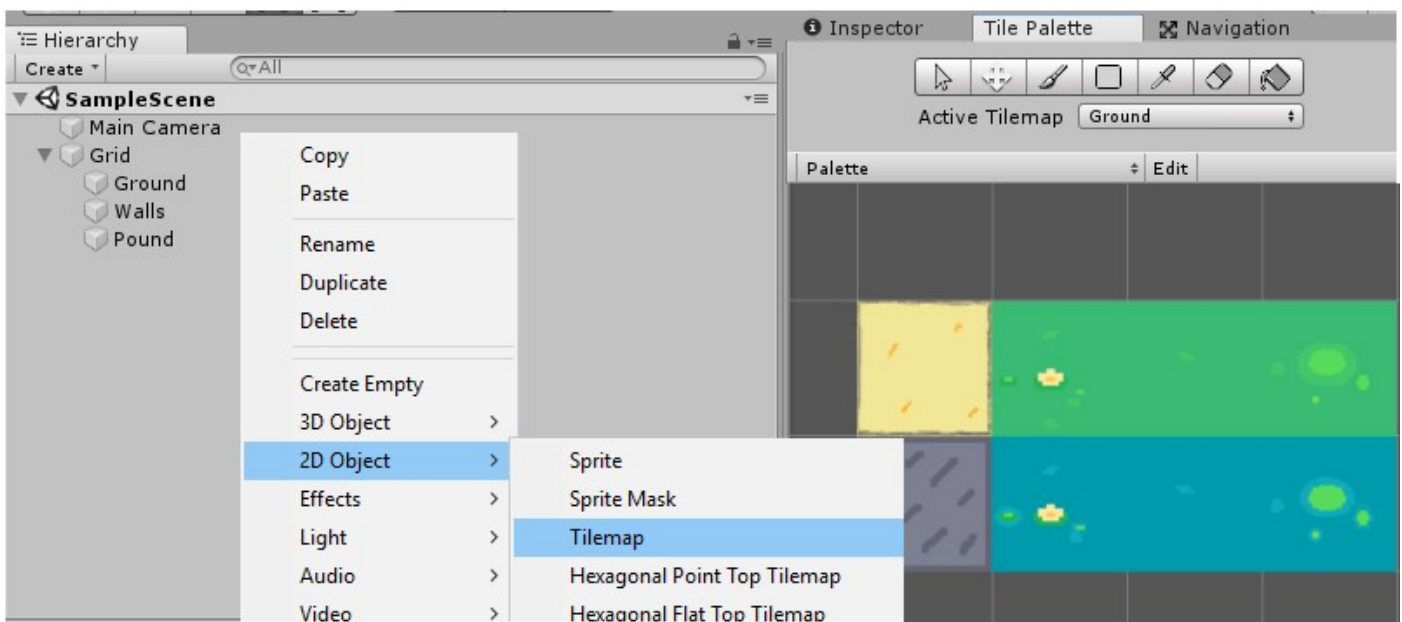 Hierarchy
Create
All
SampleScene
Main Camera
Grid
Ground
Walls
Pound
Copy
Paste
Rename
Duplicate
Delete
Create Empty
3D Object
2D Object
Effects
Light
Audio
Video
Sprite
Sprite Mask
Tilemap
Hexagonal Point Top Tilemap
Hexagonal Flat Top Tilemap
Inspector Tile Palette Navigation
Active Tilemap Ground
Palette Edit